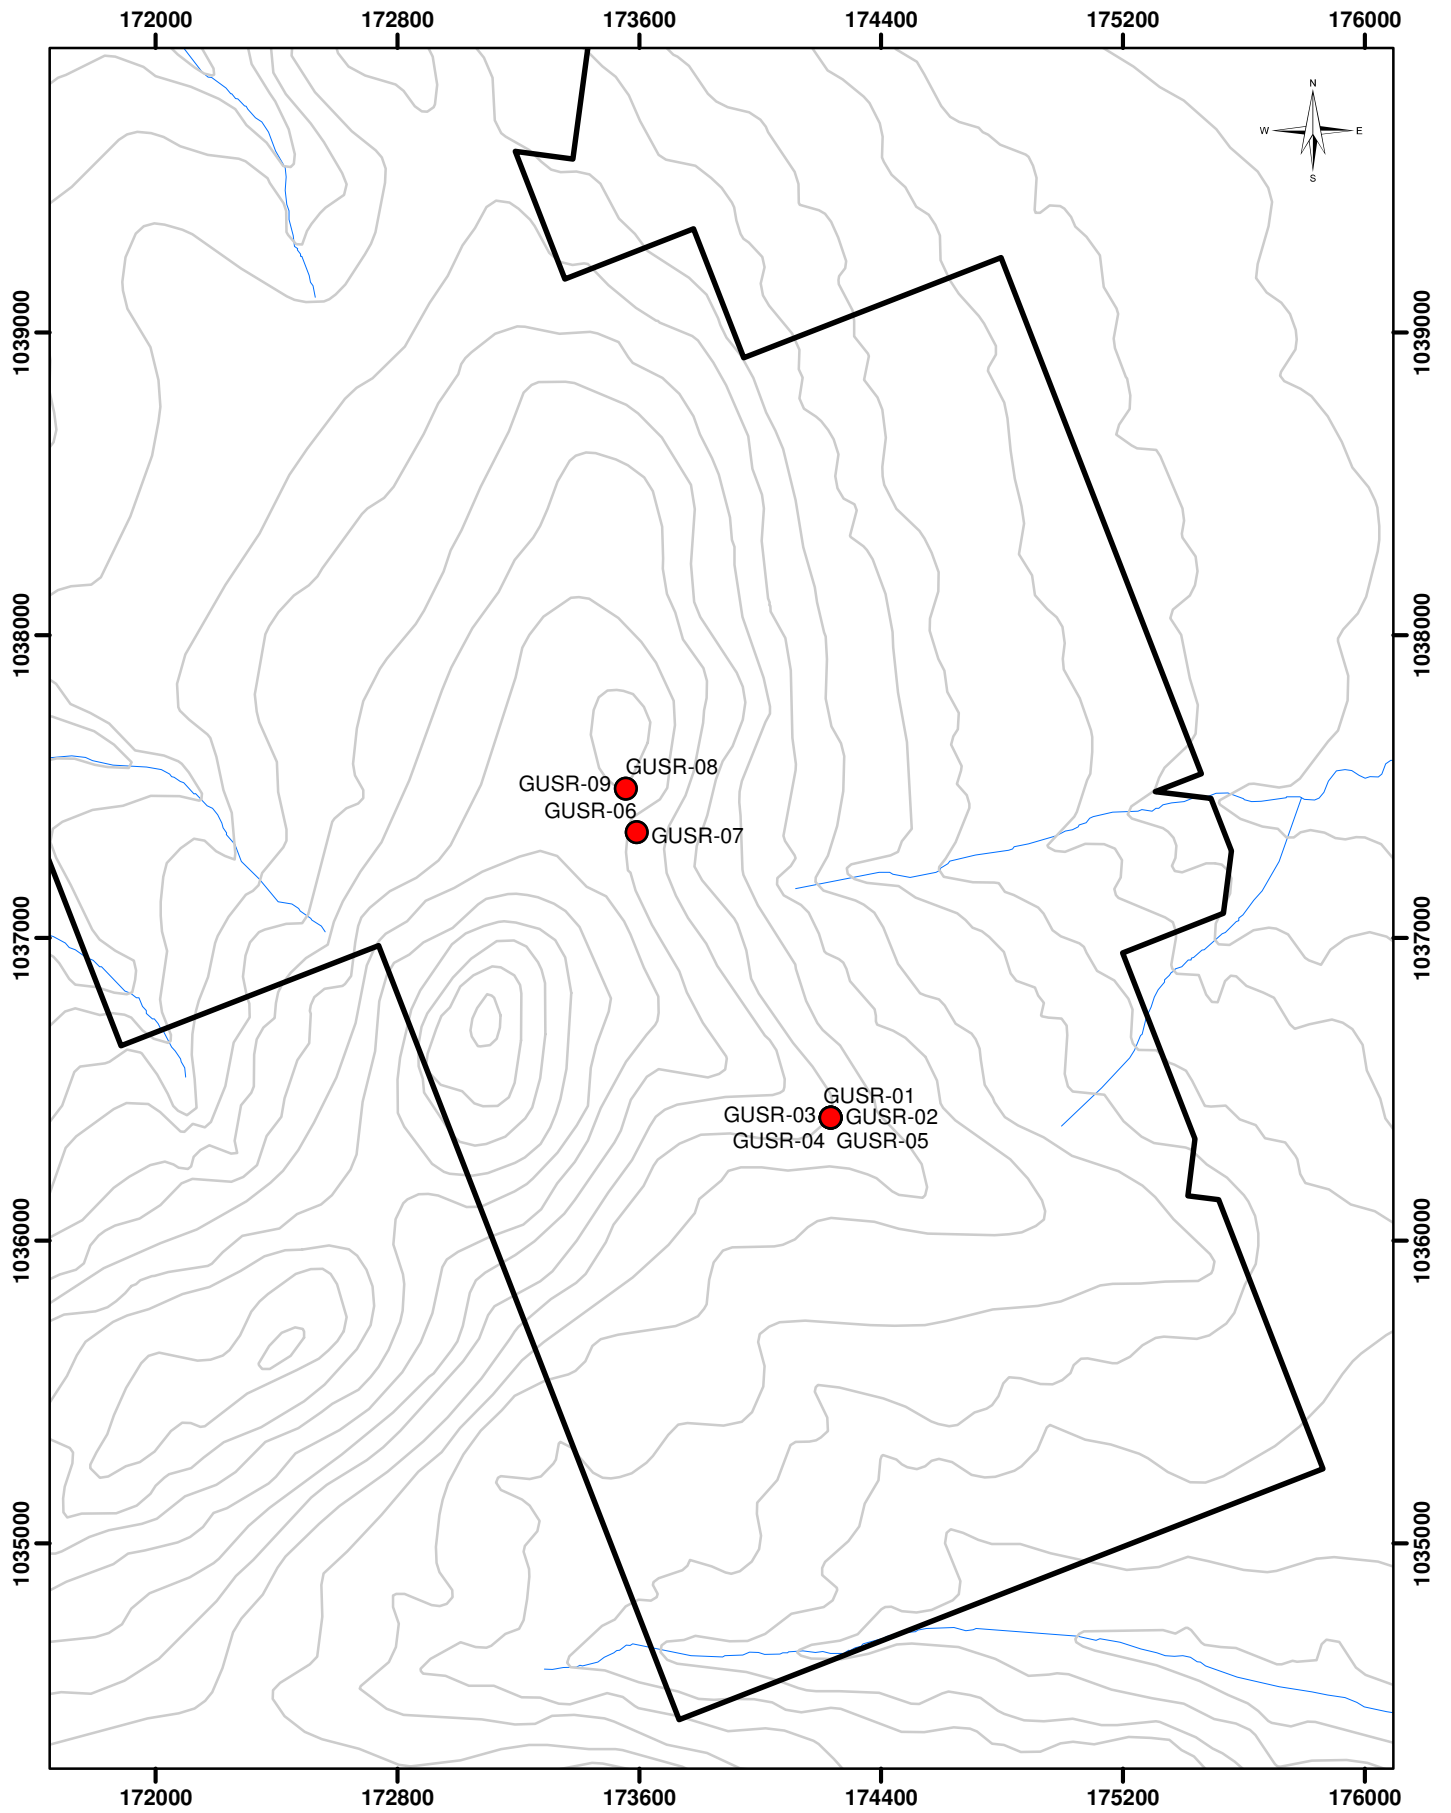 172000 172800 173600 174400 175200 176000
N
W E
S
1039000 1039000
1038000 1038000
GUSR-08
GUSR-09
GUSR-06
GUSR-07
1037000 1037000
GUSR-01
GUSR-03 GUSR-02
GUSR-04 GUSR-05
1036000 1036000
1035000 1035000
172000 172800 173600 174400 175200 176000